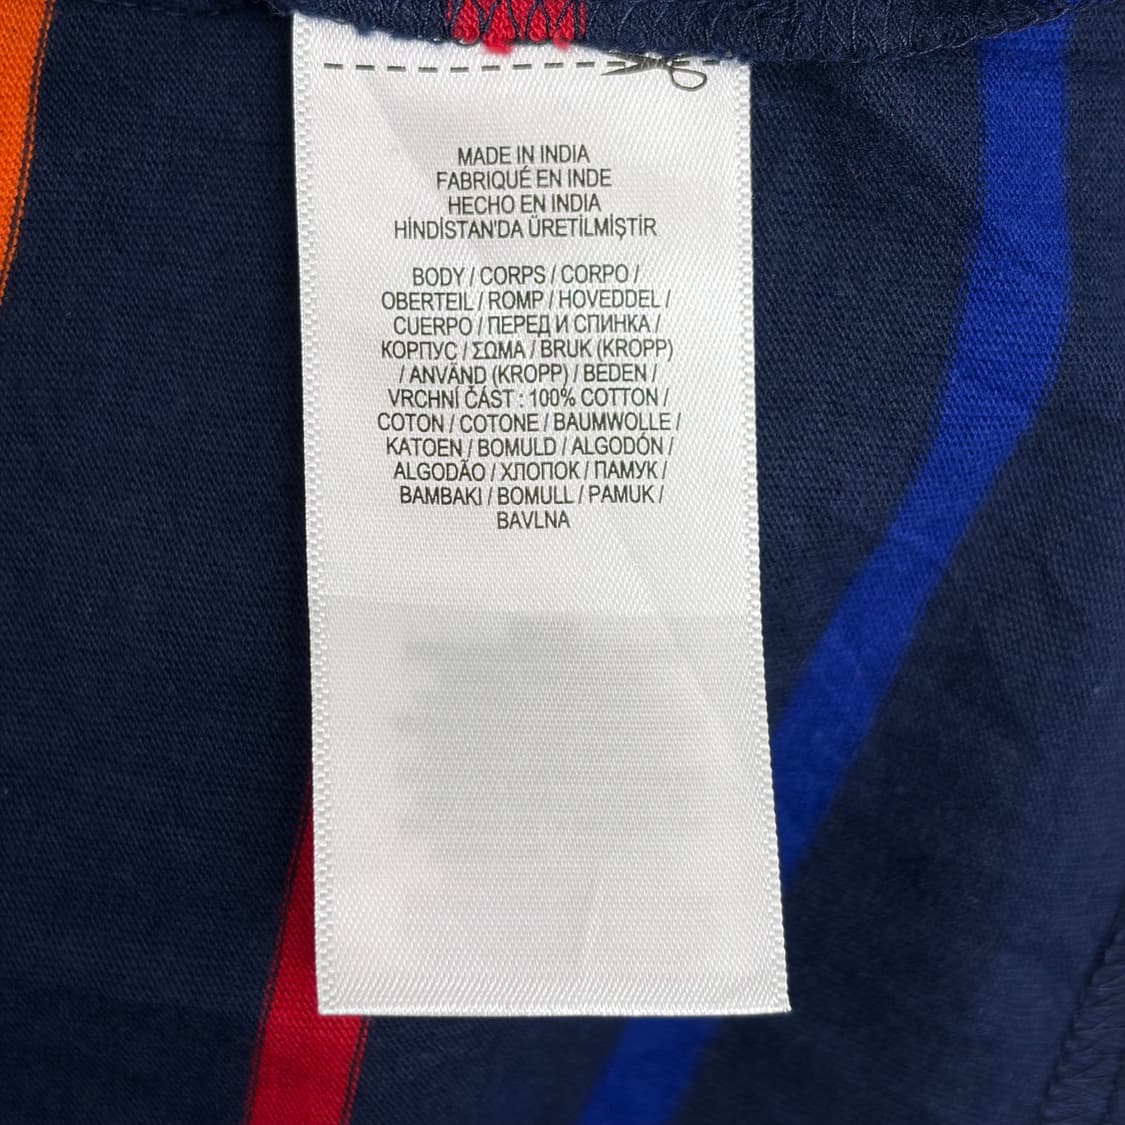 MADE IN INDIA
FABRIQUÉ EN INDE
HECHO EN INDIA
HİNDİSTAN'DA ÜRETİLMİŞTİR
BODY / CORPS / CORPO /
OBERTEIL / ROMP / HOVEDDEL /
CUERPO / ПЕРЕД И СПИНКА /
КОРПУС / ΣΩΜΑ / BRUK (KROPP)
/ ANVÄND (KROPP) / BEDEN /
VRCHNÍ ČÁST : 100% COTTON /
COTON / COTONE / BAUMWOLLE /
KATOEN / BOMULD / ALGODÓN /
ALGODÃO / ХЛОПОК / ПАМУК /
BAMBAKI / BOMULL / PAMUK /
BAVLNA